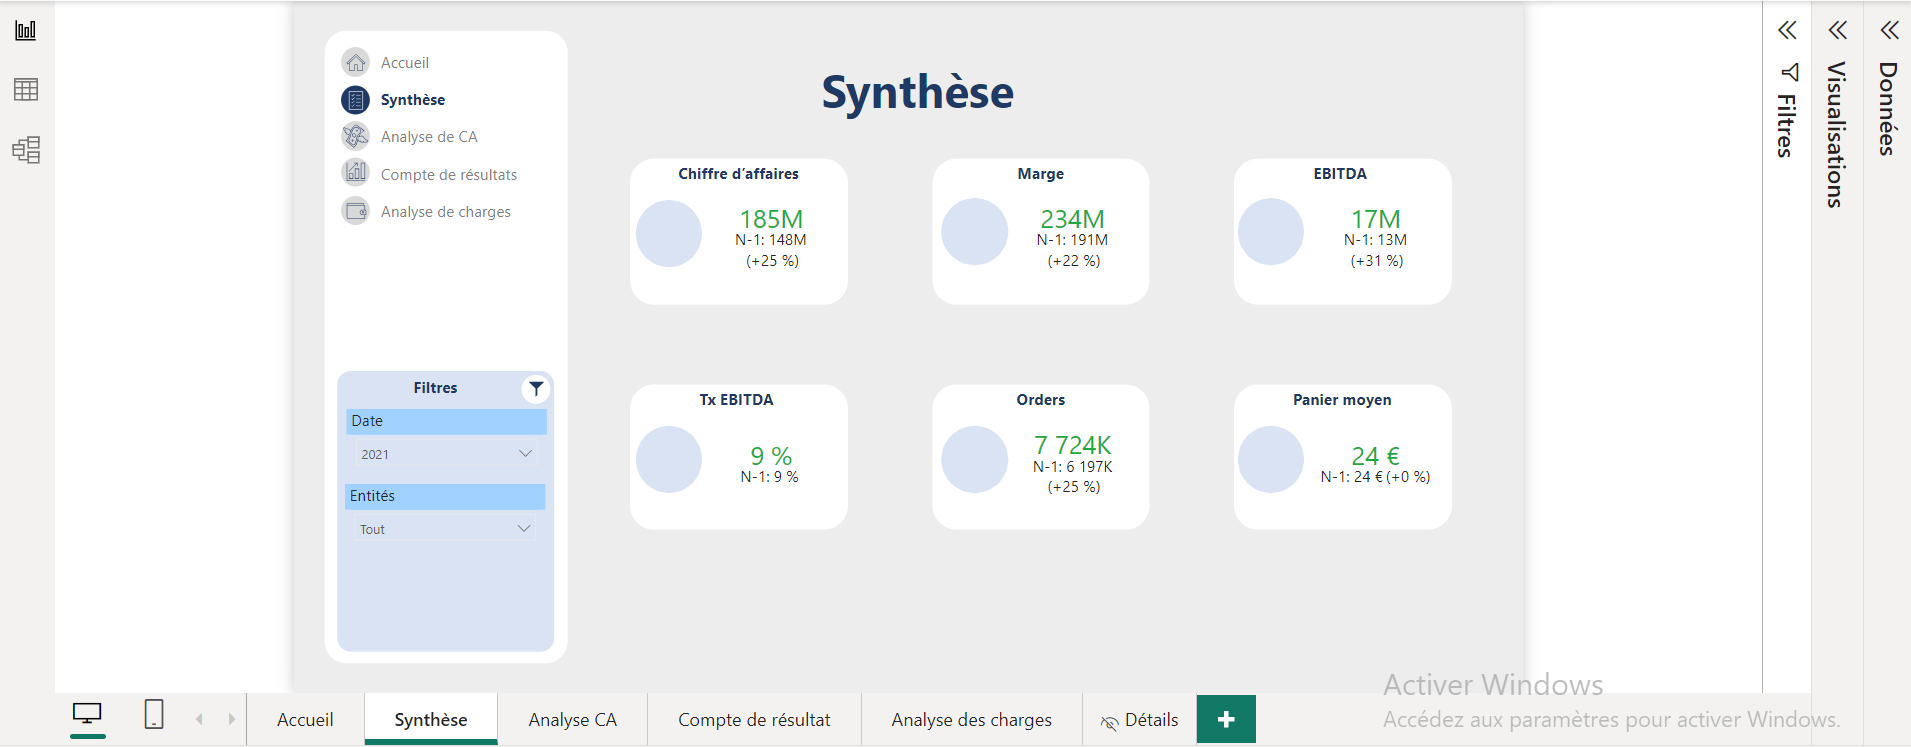 Accueil
Synthèse
Analyse de CA
Compte de résultats
Analyse de charges
Filtres
Date
2021
Entités
Tout
Synthèse
Chiffre d’affaires
185M
N-1: 148M
(+25 %)
Marge
234M
N-1: 191M
(+22 %)
EBITDA
17M
N-1: 13M
(+31 %)
Tx EBITDA
9 %
N-1: 9 %
Orders
7 724K
N-1: 6 197K
(+25 %)
Panier moyen
24 €
N-1: 24 € (+0 %)
Filtres
Visualisations
Données
Activer Windows
Accédez aux paramètres pour activer Windows.
Accueil
Synthèse
Analyse CA
Compte de résultat
Analyse des charges
Détails